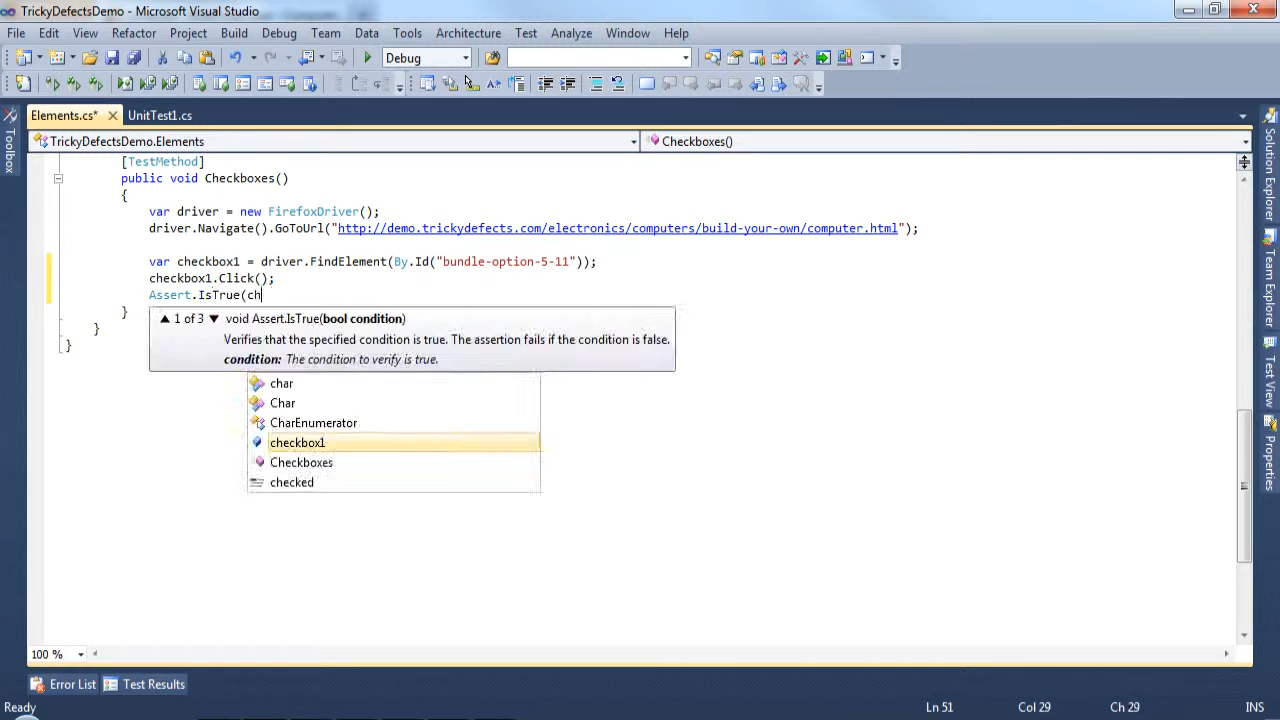 TrickyDefectsDemo - Microsoft Visual Studio
File Edit View Refactor Project Build Debug Team Data Tools Architecture Test Analyze Window Help
Debug
Elements.cs* UnitTest1.cs
TrickyDefectsDemo.Elements Checkboxes()
[TestMethod]
public void Checkboxes()
{
var driver = new FirefoxDriver();
driver.Navigate().GoToUrl("http://demo.trickydefects.com/electronics/computers/build-your-own/computer.html");
var checkbox1 = driver.FindElement(By.Id("bundle-option-5-11"));
checkbox1.Click();
Assert.IsTrue(ch
}
}
}
1 of 3 void Assert.IsTrue(bool condition)
Verifies that the specified condition is true. The assertion fails if the condition is false.
condition: The condition to verify is true.
char
Char
CharEnumerator
checkbox1
Checkboxes
checked
Toolbox
Solution Explorer
Team Explorer
Test View
Properties
100 %
Error List Test Results
Ready Ln 51 Col 29 Ch 29 INS